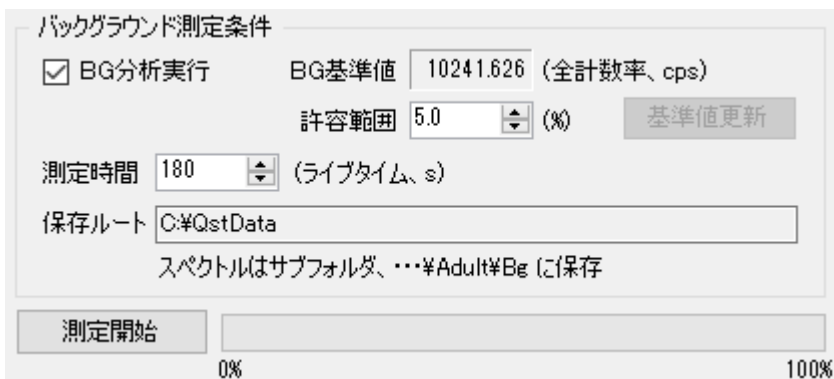 バックグラウンド測定条件
BG分析実行 BG基準値 10241.626 (全計数率、cps)
許容範囲 5.0 (%) 基準値更新
測定時間 180 (ライブタイム、s)
保存ルート C:¥QstData
スペクトルはサブフォルダ、・・・¥Adult¥Bg に保存
測定開始
0% 100%